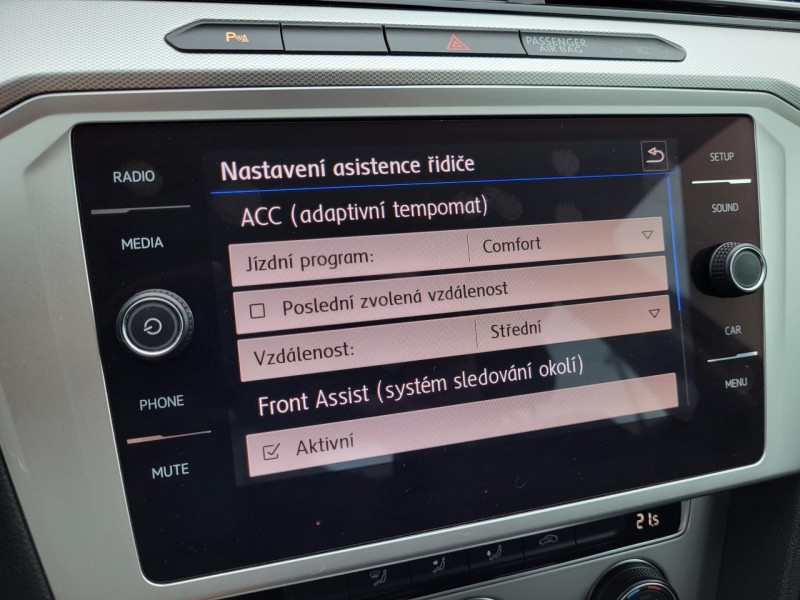 P
PASSENGER
AIR BAG
RADIO
MEDIA
PHONE
MUTE
Nastavení asistence řidiče
ACC (adaptivní tempomat)
Jízdní program: Comfort
Poslední zvolená vzdálenost
Vzdálenost: Střední
Front Assist (systém sledování okolí)
Aktivní
SETUP
SOUND
CAR
MENU